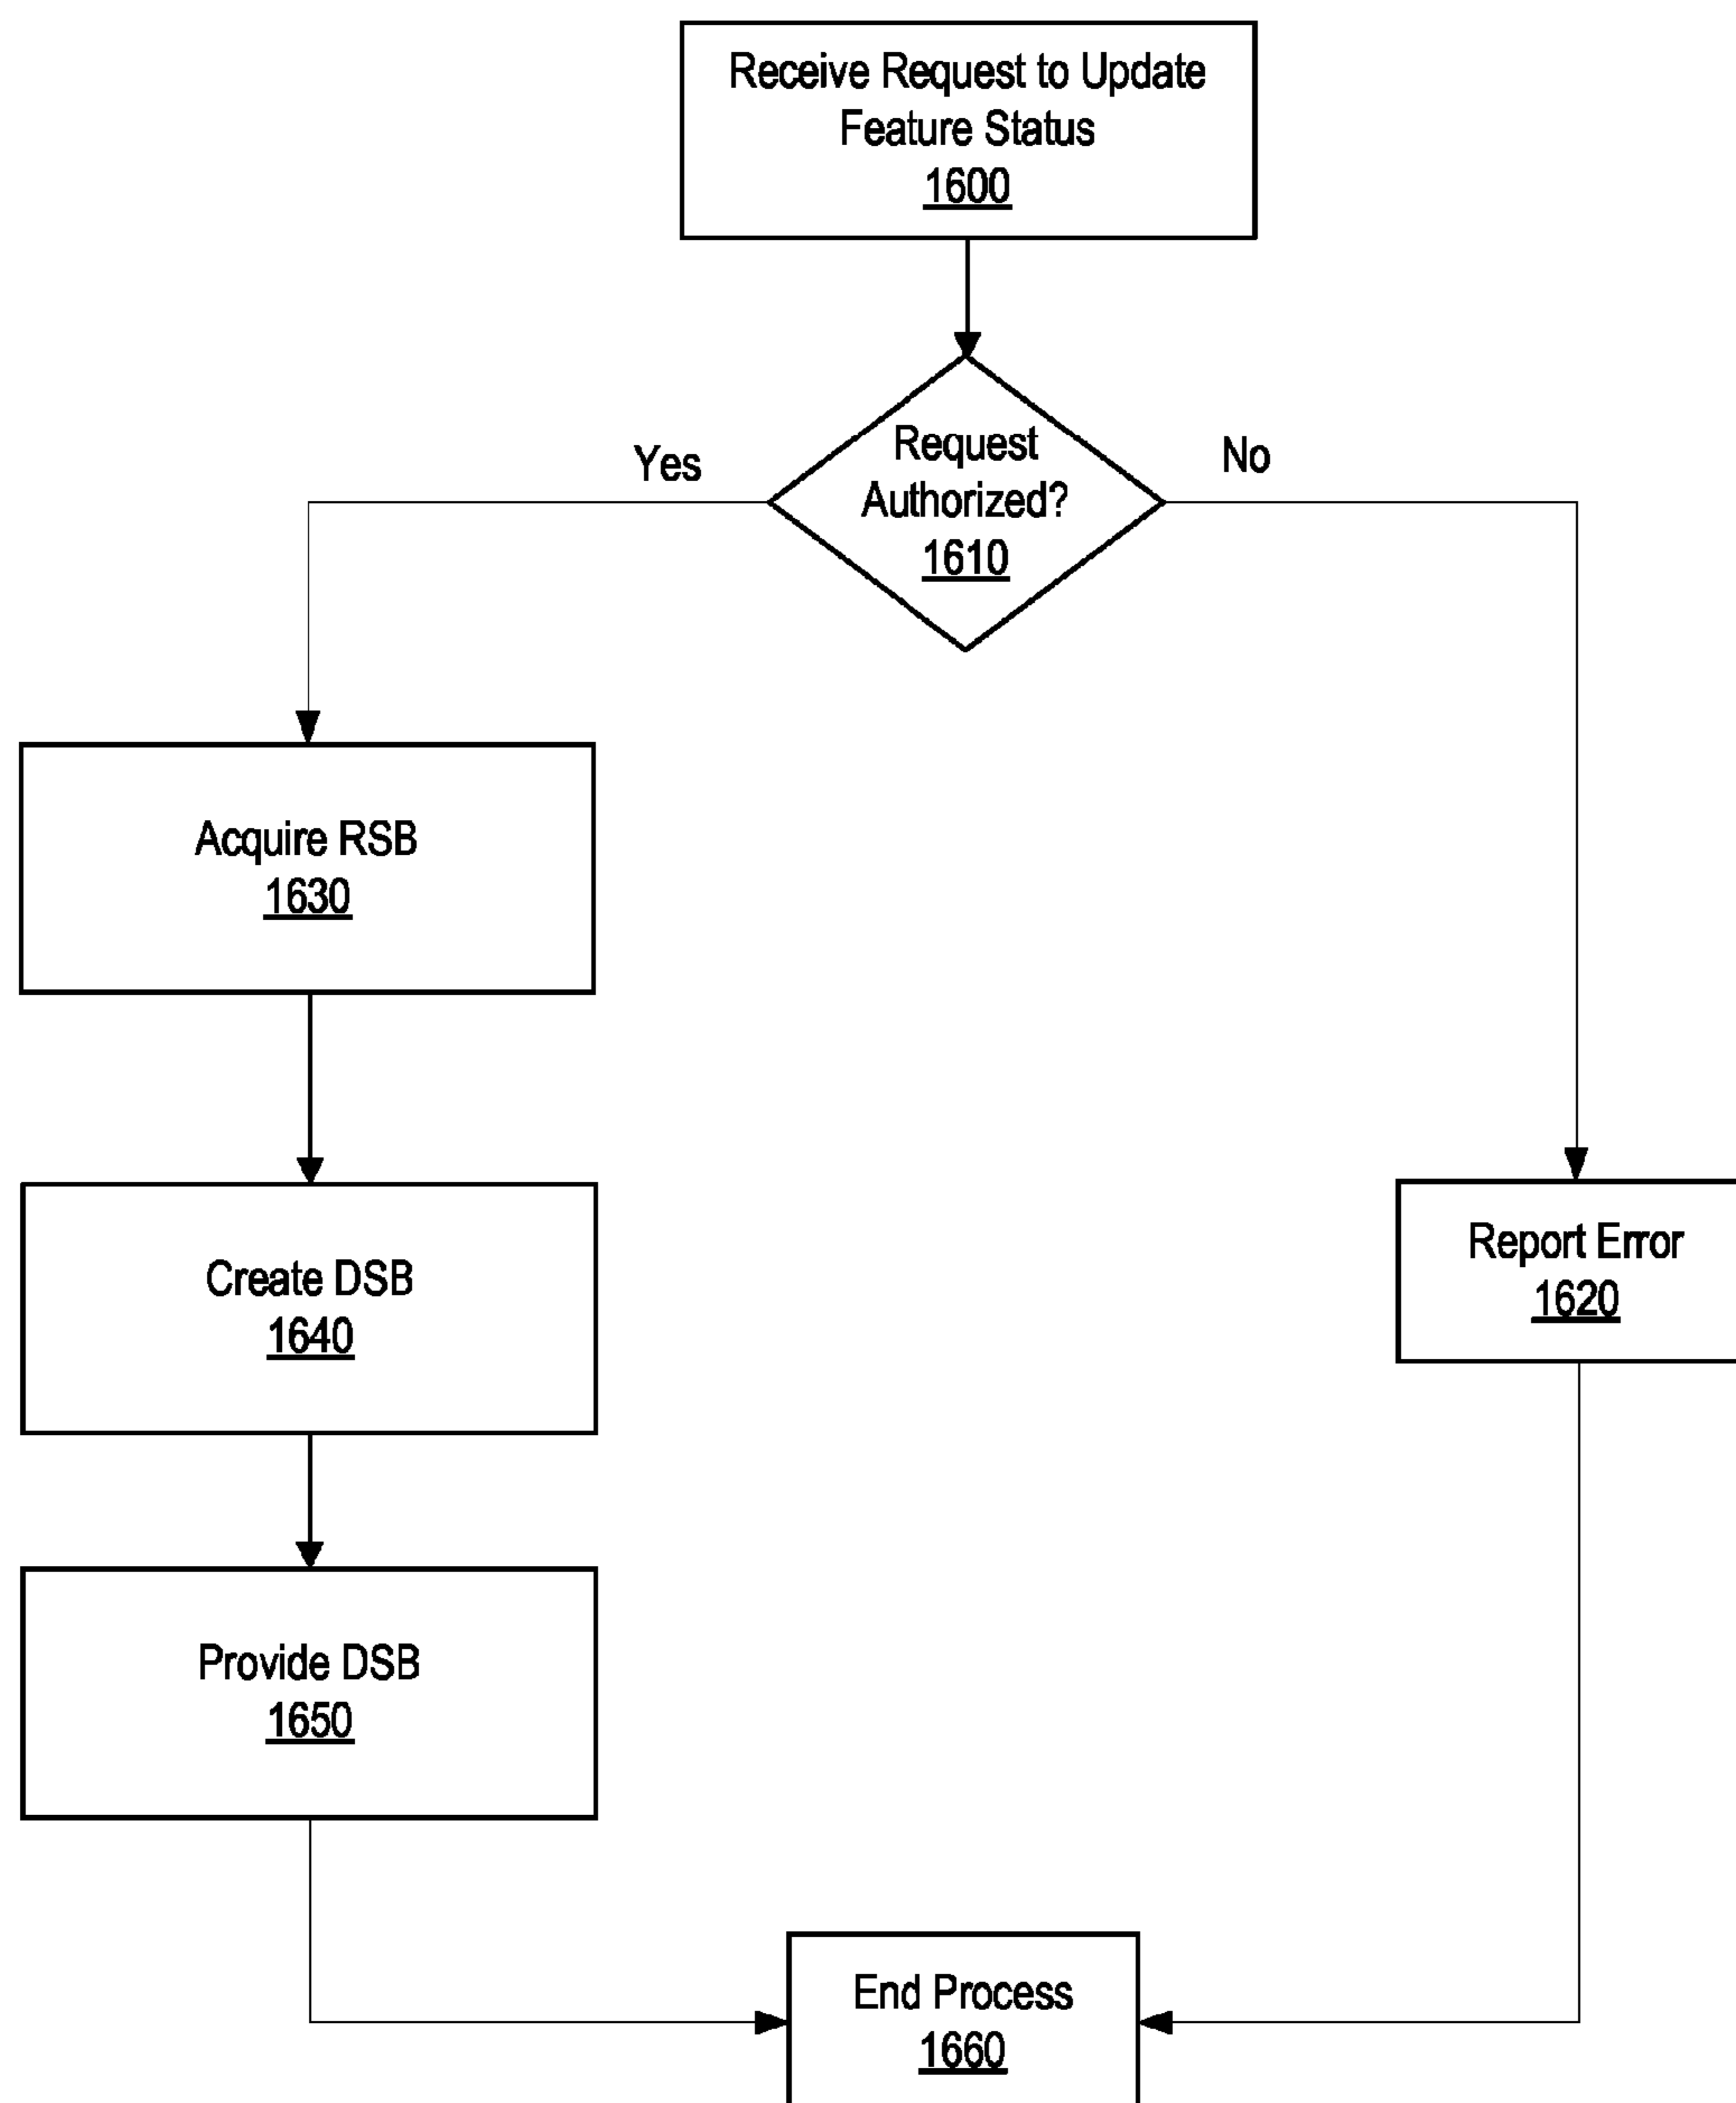 Receive Request to Update
Feature Status
1600
Request
Authorized?
1610
Yes
No
Acquire RSB
1630
Create DSB
1640
Report Error
1620
Provide DSB
1650
End Process
1660